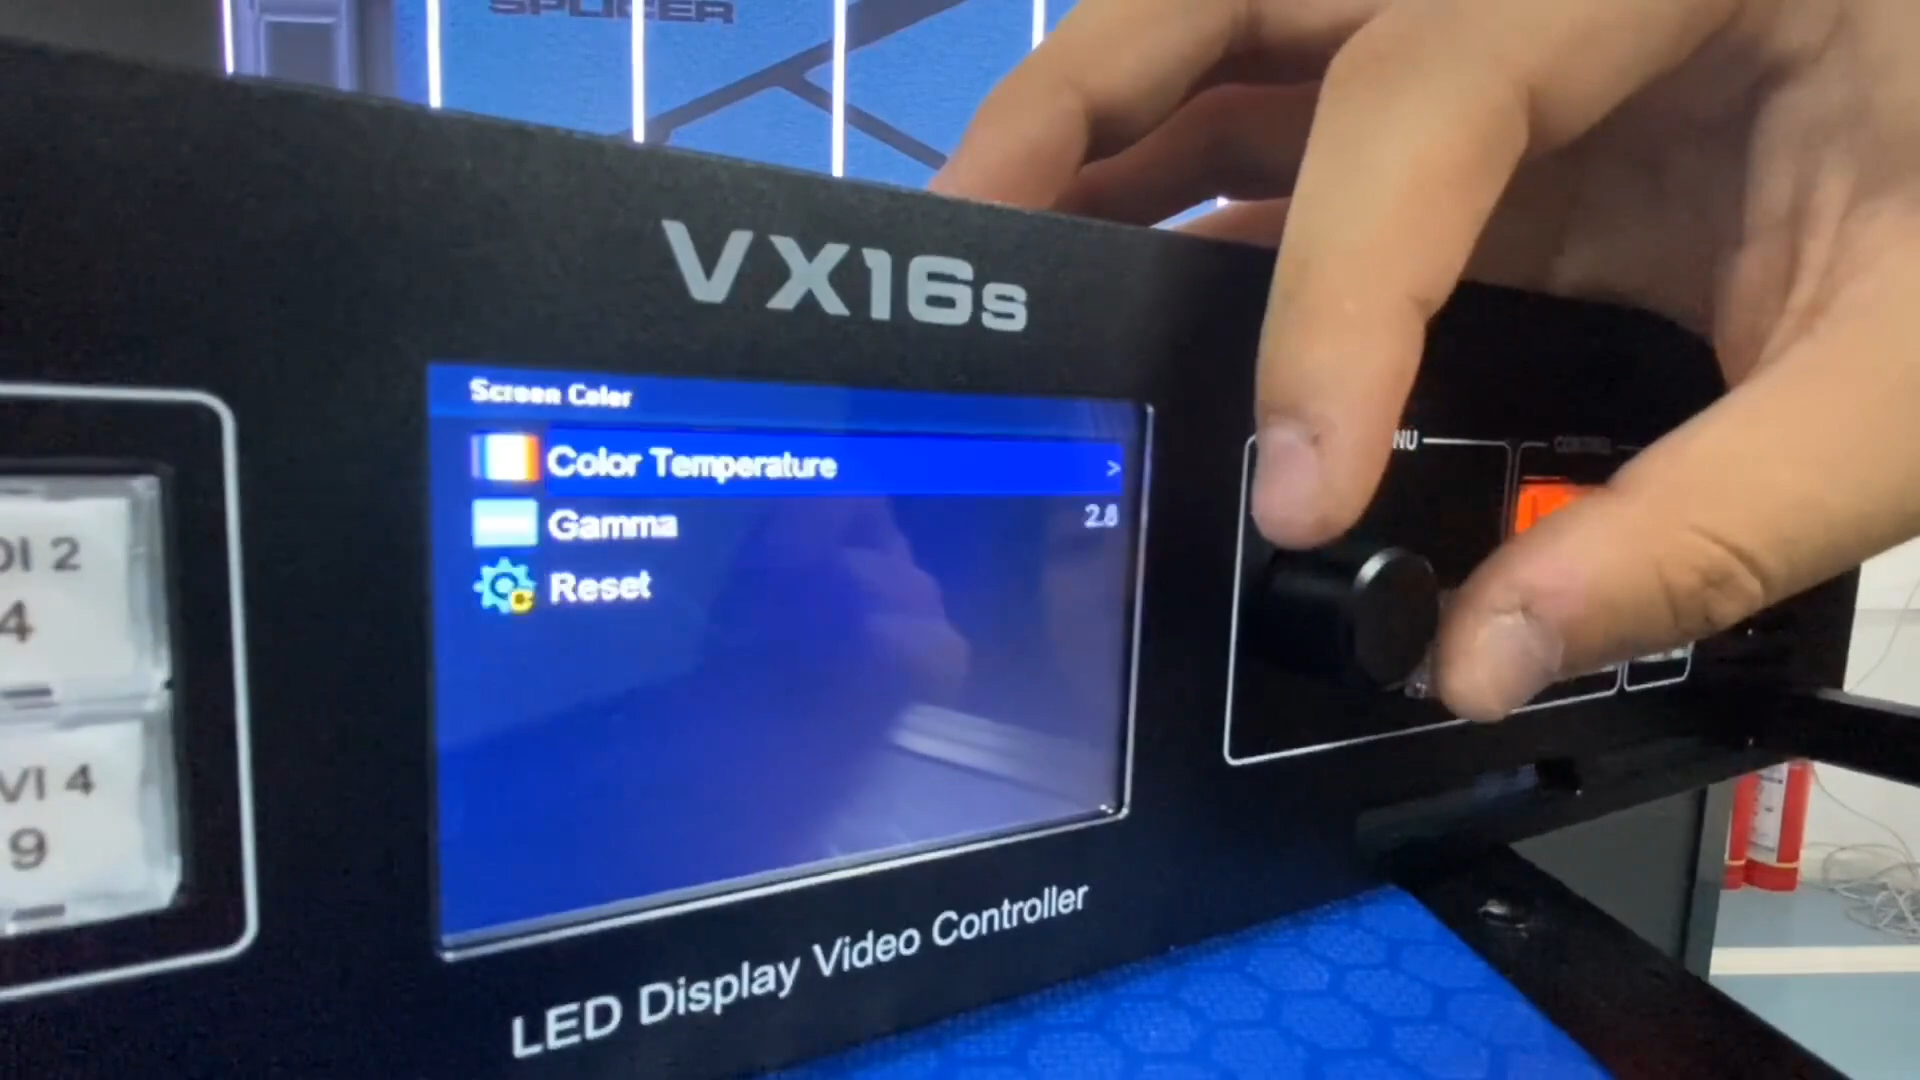 SPLICER
VX16s
Screen Color
Color Temperature >
Gamma 2.8
Reset
DI 2
4
VI 4
9
NU
CONTROL
LED Display Video Controller